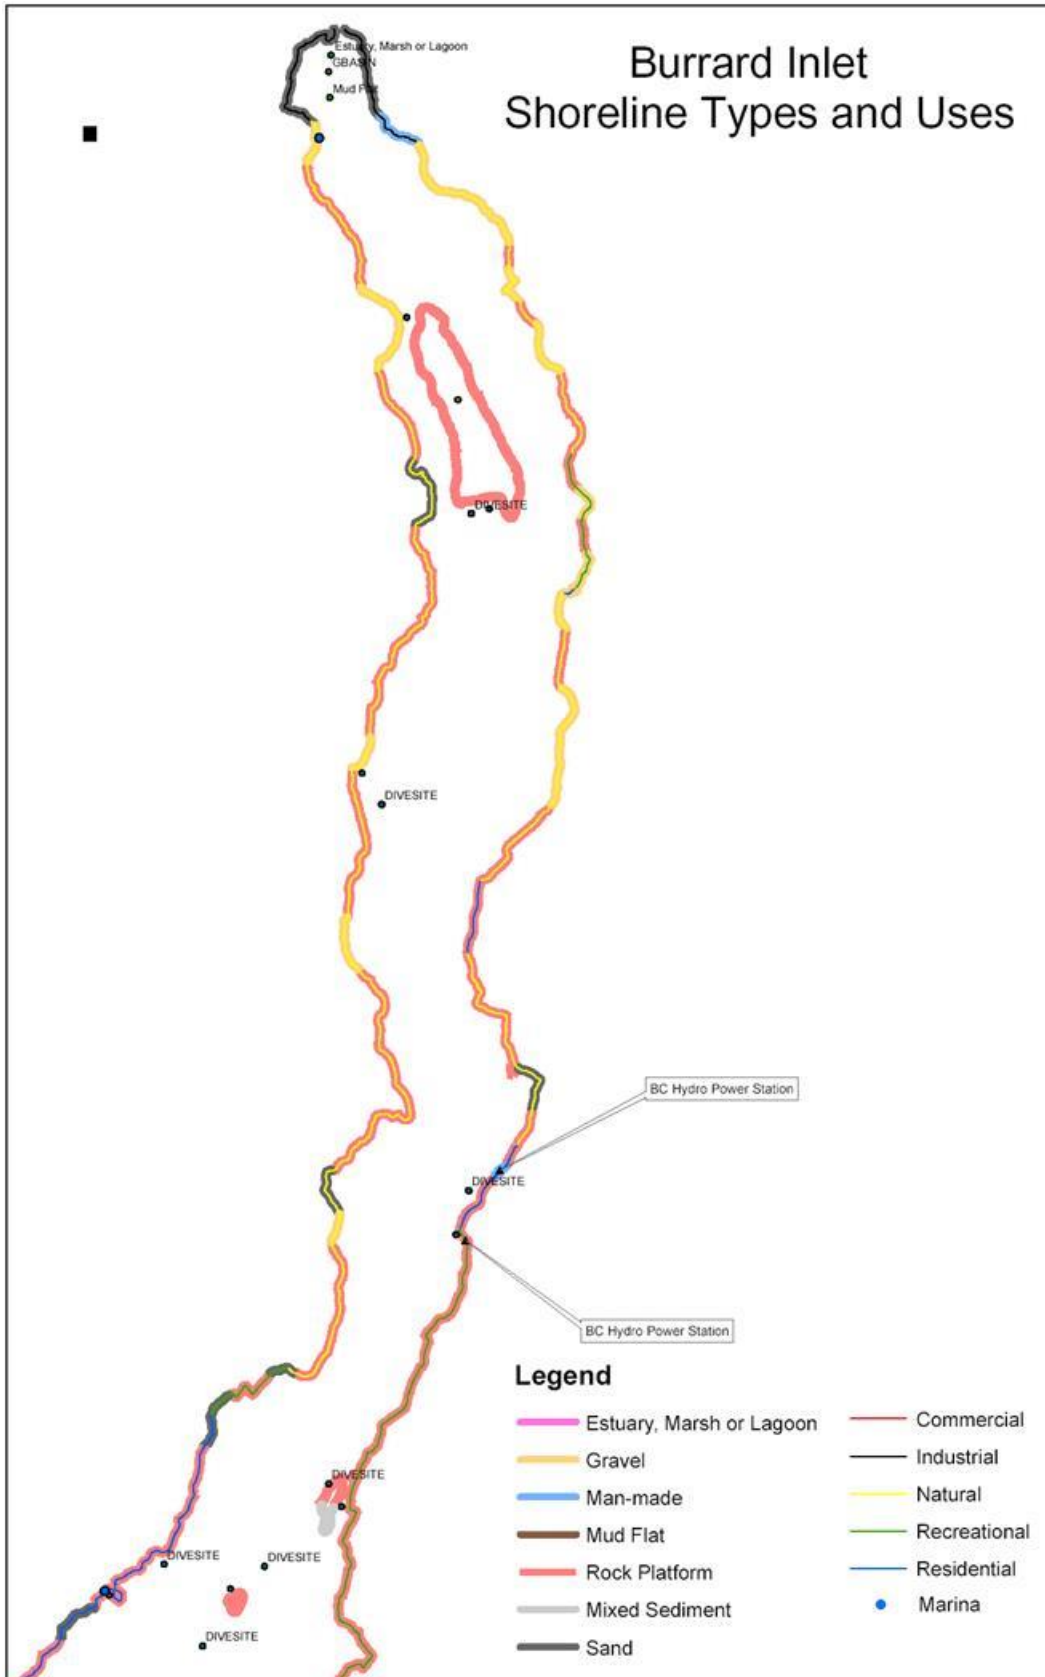 Burrard Inlet
Shoreline Types and Uses
Estuary, Marsh or Lagoon
GBASIN
Mud Flat
DIVESITE
DIVESITE
BC Hydro Power Station
DIVESITE
BC Hydro Power Station
DIVESITE
DIVESITE
DIVESITE
DIVESITE
Legend
Estuary, Marsh or Lagoon
Gravel
Man-made
Mud Flat
Rock Platform
Mixed Sediment
Sand
Commercial
Industrial
Natural
Recreational
Residential
Marina